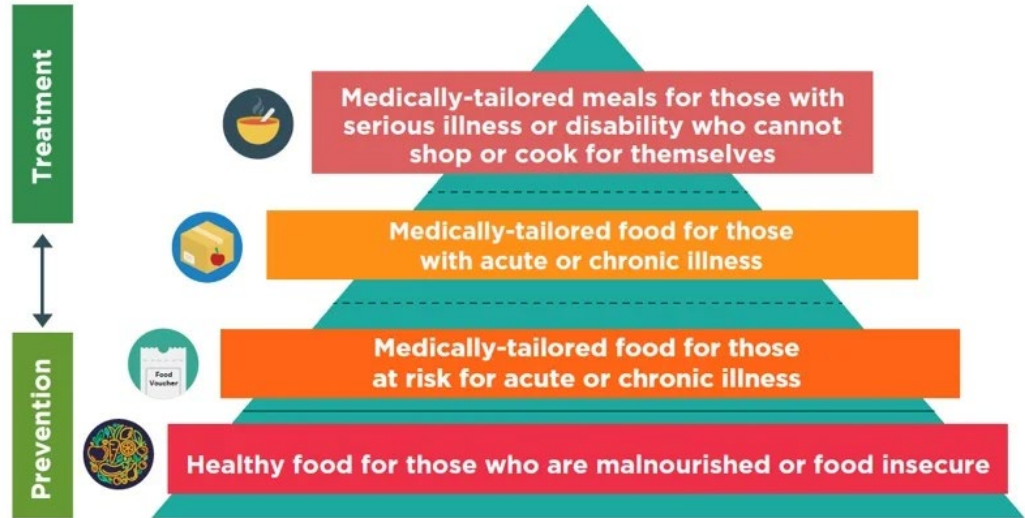 Treatment
Medically-tailored meals for those with
serious illness or disability who cannot
shop or cook for themselves
Medically-tailored food for those
with acute or chronic illness
Prevention
Food
Voucher
Medically-tailored food for those
at risk for acute or chronic illness
Healthy food for those who are malnourished or food insecure